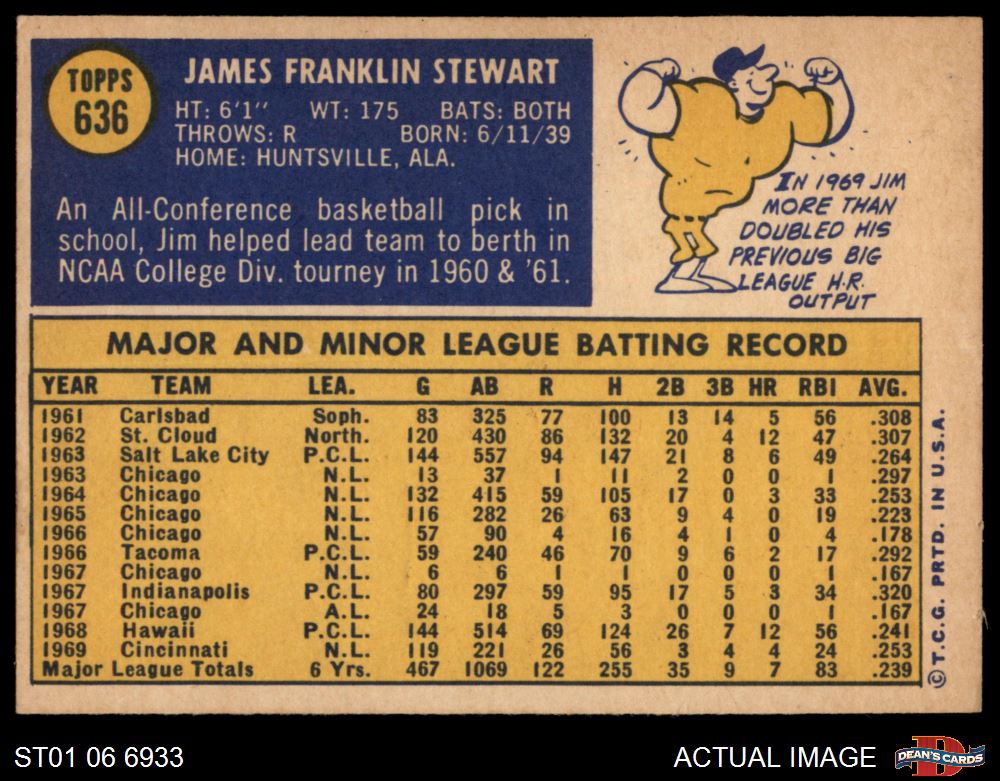 TOPPS
636
JAMES FRANKLIN STEWART
HT: 6'1" WT: 175 BATS: BOTH
THROWS: R BORN: 6/11/39
HOME: HUNTSVILLE, ALA.
An All-Conference basketball pick in
school, Jim helped lead team to berth in
NCAA College Div. tourney in 1960 & '61.
IN 1969 JIM
MORE THAN
DOUBLED HIS
PREVIOUS BIG
LEAGUE H.R.
OUTPUT
MAJOR AND MINOR LEAGUE BATTING RECORD
YEAR TEAM LEA. G AB R H 2B 3B HR RBI AVG.
1961 Carlsbad Soph. 83 325 77 100 13 14 5 56 .308
1962 St. Cloud North. 120 430 86 132 20 4 12 47 .307
1963 Salt Lake City P.C.L. 144 557 94 147 21 8 6 49 .264
1963 Chicago N.L. 13 37 1 11 2 0 0 1 .297
1964 Chicago N.L. 132 415 59 105 17 0 3 33 .253
1965 Chicago N.L. 116 282 26 63 9 4 0 19 .223
1966 Chicago N.L. 57 90 4 16 4 1 0 4 .178
1966 Tacoma P.C.L. 59 240 46 70 9 6 2 17 .292
1967 Chicago N.L. 6 6 1 1 0 0 0 1 .167
1967 Indianapolis P.C.L. 80 297 59 95 17 5 3 34 .320
1967 Chicago A.L. 24 18 5 3 0 0 0 1 .167
1968 Hawaii P.C.L. 144 514 69 124 26 7 12 56 .241
1969 Cincinnati N.L. 119 221 26 56 3 4 4 24 .253
Major League Totals 6 Yrs. 467 1069 122 255 35 9 7 83 .239
© T.C.G. PRTD. IN U.S.A.
ST01 06 6933
ACTUAL IMAGE
D
DEAN'S CARDS